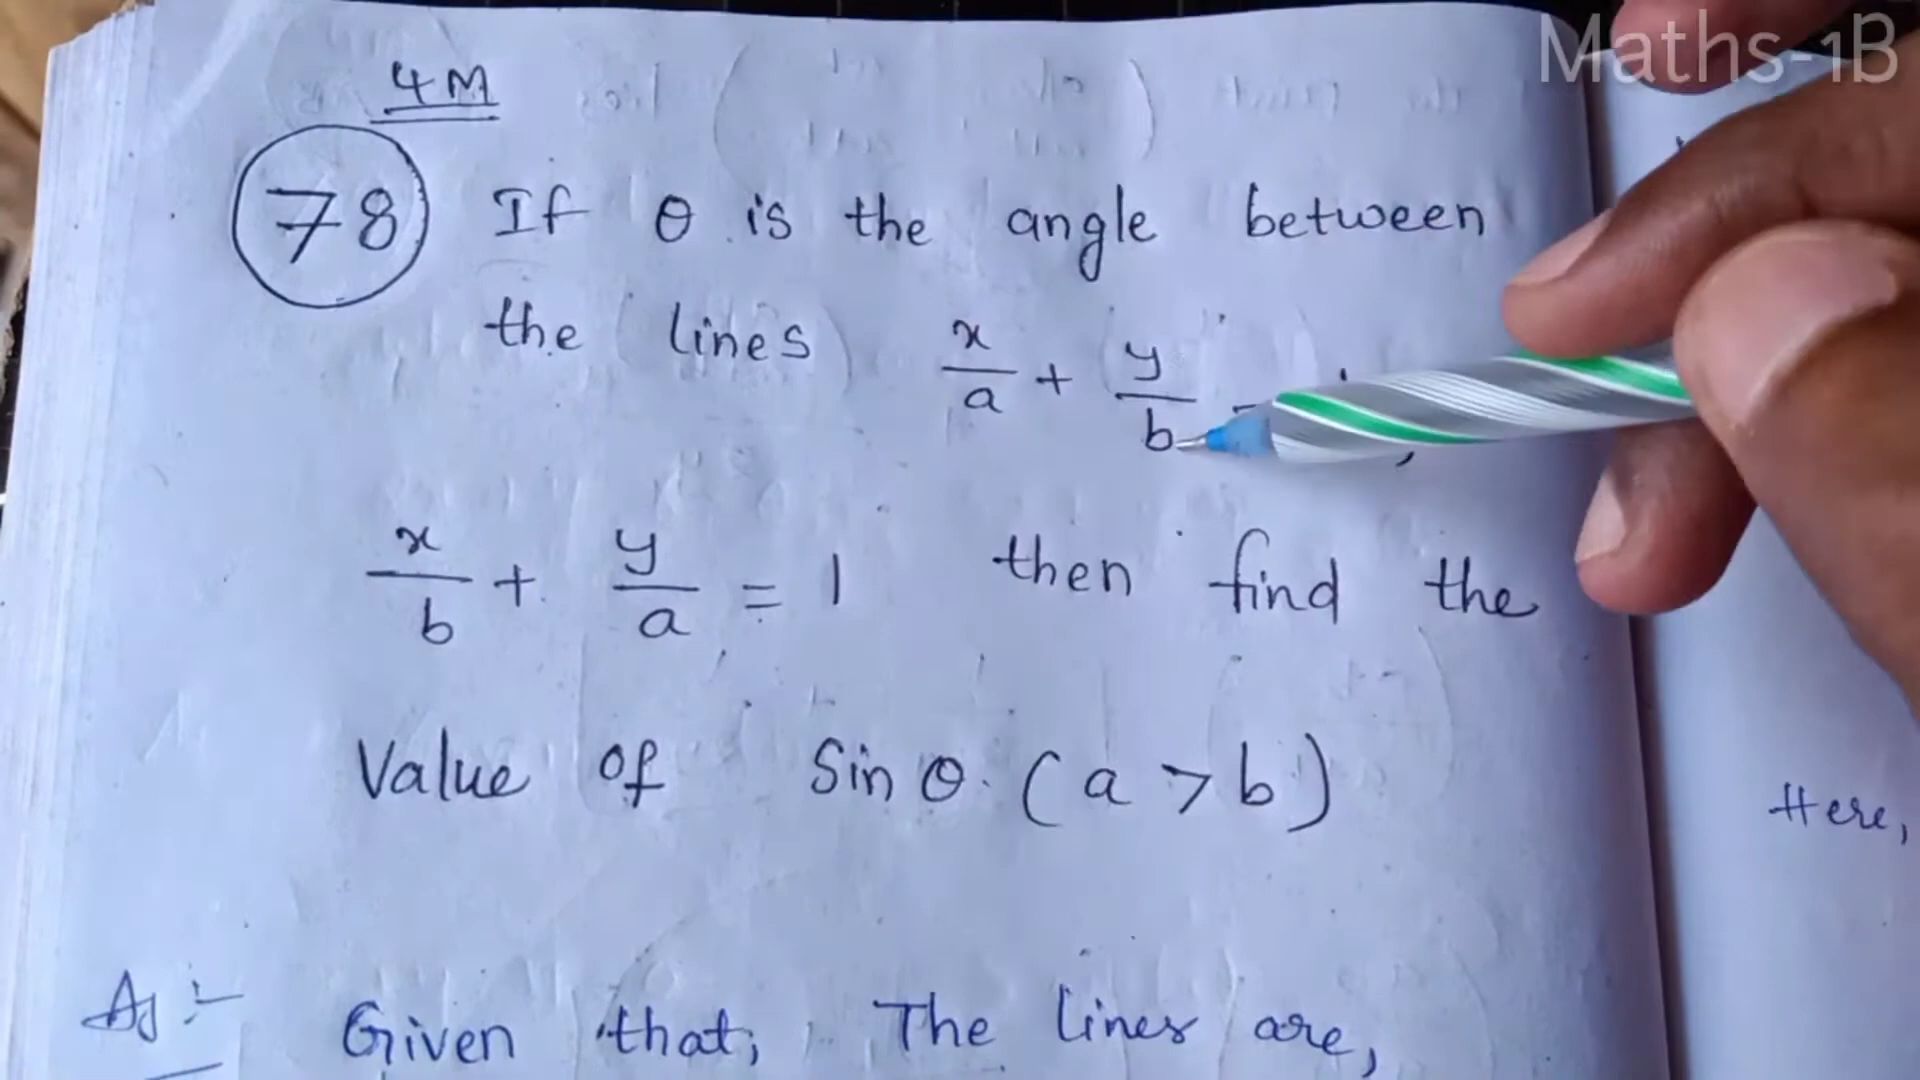 Maths-1B
4M
78 If θ is the angle between
the lines x/a + y/b
x/b + y/a = 1 then find the
Value of Sin θ. (a > b)
Here,
Given that, The lines are,